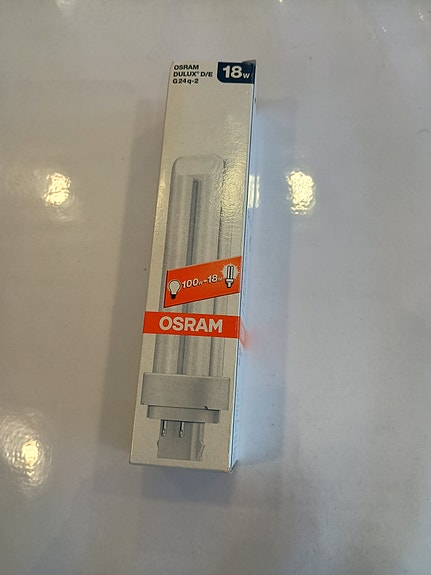 OSRAM
DULUX® D/E
G24q-2
18W
100W=18W
OSRAM